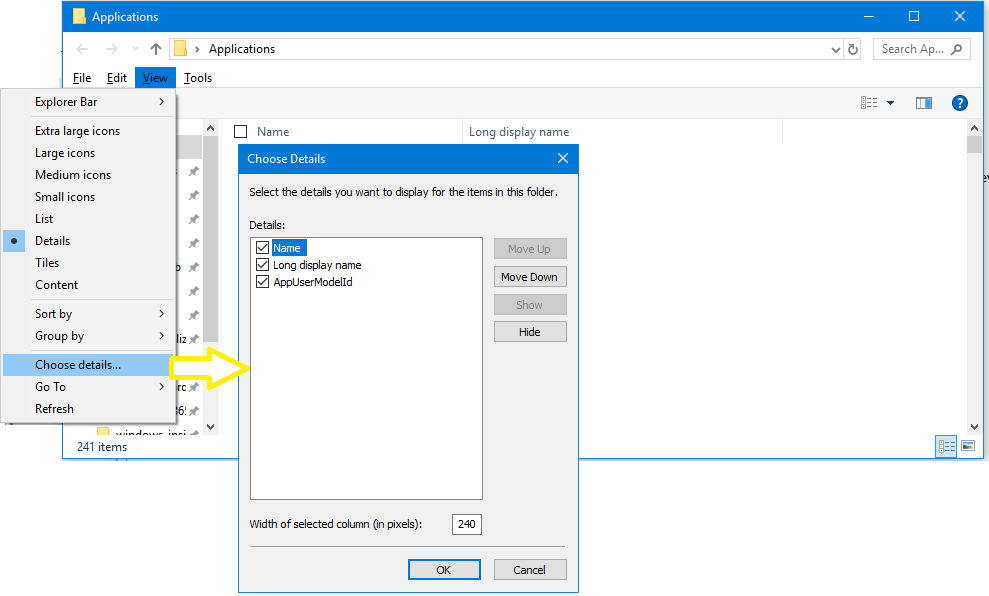 Applications
Applications
Search Ap...
File Edit View Tools
Explorer Bar
Extra large icons
Large icons
Medium icons
Small icons
List
Details
Tiles
Content
Sort by
Group by
Choose details...
Go To
Refresh
Name Long display name
Choose Details
Select the details you want to display for the items in this folder.
Details:
Name
Long display name
AppUserModelId
Move Up
Move Down
Show
Hide
Width of selected column (in pixels): 240
OK Cancel
241 items